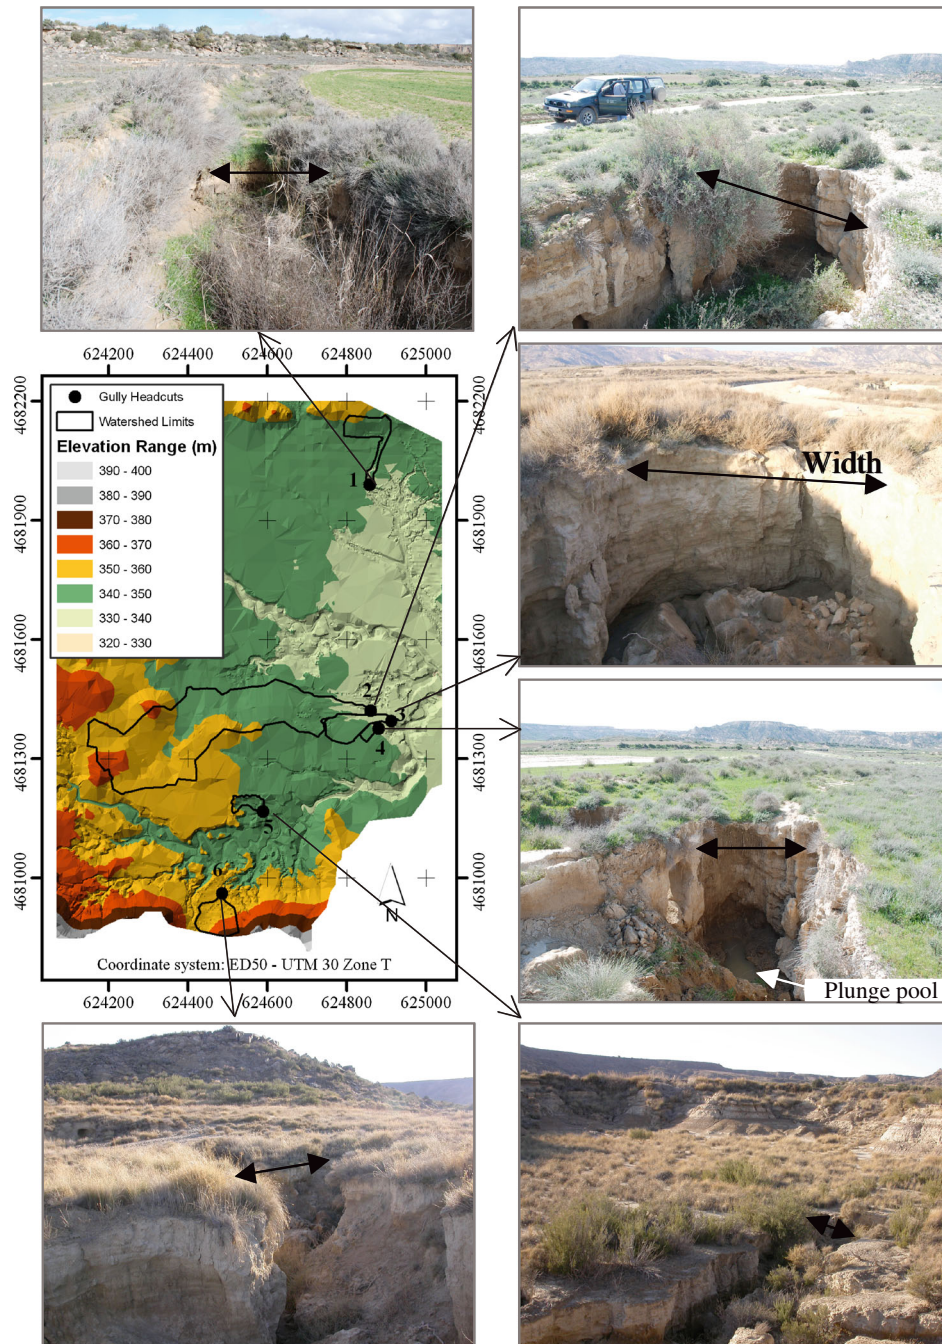 624200 624400 624600 624800 625000
4682200
4681900
4681600
4681300
4681000
Gully Headcuts
Watershed Limits
Elevation Range (m)
390 - 400
380 - 390
370 - 380
360 - 370
350 - 360
340 - 350
330 - 340
320 - 330
1
2
3
4
5
6
N
4682200
4681900
4681600
4681300
4681000
Coordinate system: ED50 - UTM 30 Zone T
624200 624400 624600 624800 625000
Width
Plunge pool